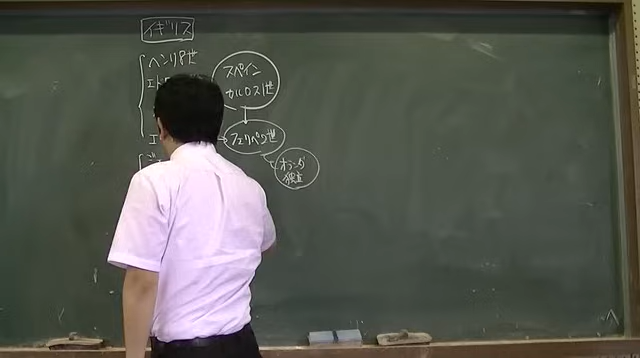 イギリス
ヘンリ8世
エド
スペイン
カルロス1世
エ
フェリペ2世
オランダ
独立